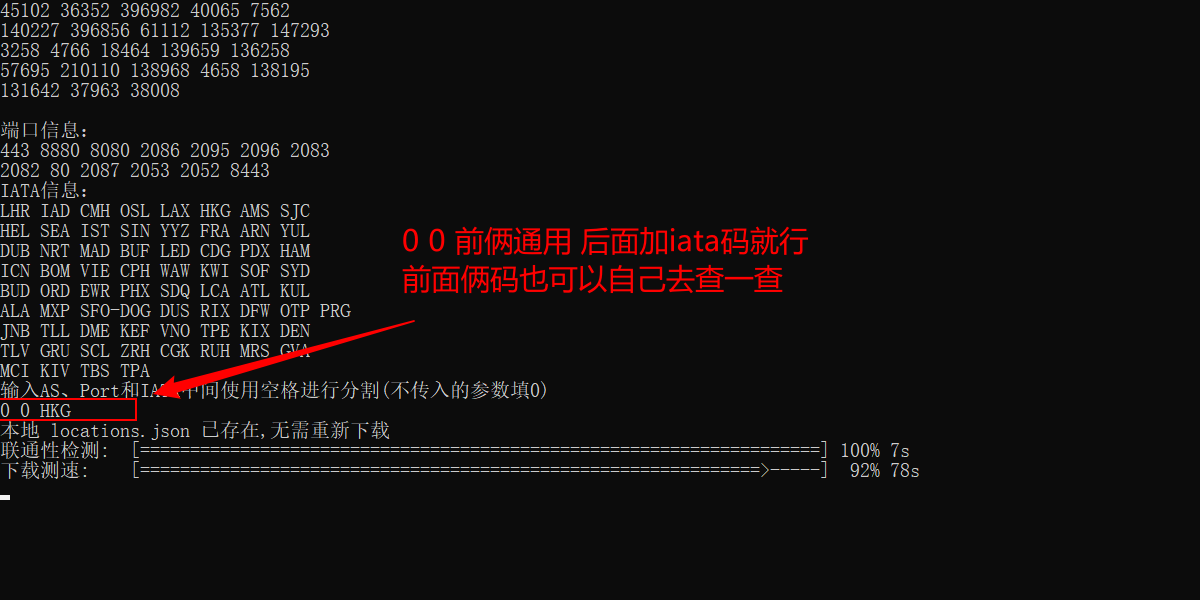 45102 36352 396982 40065 7562
140227 396856 61112 135377 147293
3258 4766 18464 139659 136258
57695 210110 138968 4658 138195
131642 37963 38008
端口信息:
443 8880 8080 2086 2095 2096 2083
2082 80 2087 2053 2052 8443
IATA信息:
LHR IAD CMH OSL LAX HKG AMS SJC
HEL SEA IST SIN YYZ FRA ARN YUL
DUB NRT MAD BUF LED CDG PDX HAM
ICN BOM VIE CPH WAW KWI SOF SYD
BUD ORD EWR PHX SDQ LCA ATL KUL
ALA MXP SFO-DOG DUS RIX DFW OTP PRG
JNB TLL DME KEF VNO TPE KIX DEN
TLV GRU SCL ZRH CGK RUH MRS GVA
MCI KIV TBS TPA
0 0 前俩通用 后面加iata码就行
前面俩码也可以自己去查一查
输入AS、Port和IATA中间使用空格进行分割(不传入的参数填0)
0 0 HKG
本地 locations.json 已存在,无需重新下载
联通性检测: [====================================================================] 100% 7s
下载测速: [==============================================================>-----] 92% 78s